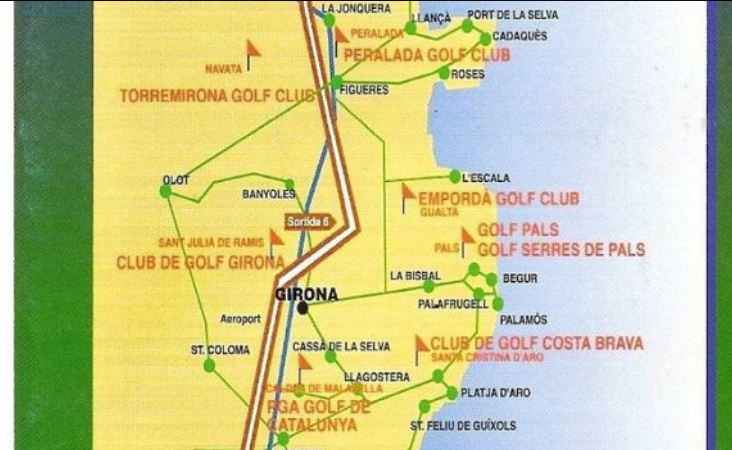 LA JONQUERA
LLANÇÀ
PORT DE LA SELVA
PERALADA
CADAQUÈS
PERALADA GOLF CLUB
NAVATA
ROSES
TORREMIRONA GOLF CLUB
FIGUERES
OLOT
L'ESCALA
BANYOLES
EMPORDÀ GOLF CLUB
GUALTA
Sortida 6
GOLF PALS
SANT JULIÀ DE RAMIS
PALS
GOLF SERRES DE PALS
CLUB DE GOLF GIRONA
LA BISBAL
BEGUR
GIRONA
PALAFRUGELL
Aeroport
PALAMÓS
ST. COLOMA
CASSÀ DE LA SELVA
CLUB DE GOLF COSTA BRAVA
SANTA CRISTINA D'ARO
LLAGOSTERA
CALDES DE MALAVELLA
PLATJA D'ARO
PGA GOLF DE
CATALUNYA
ST. FELIU DE GUÍXOLS